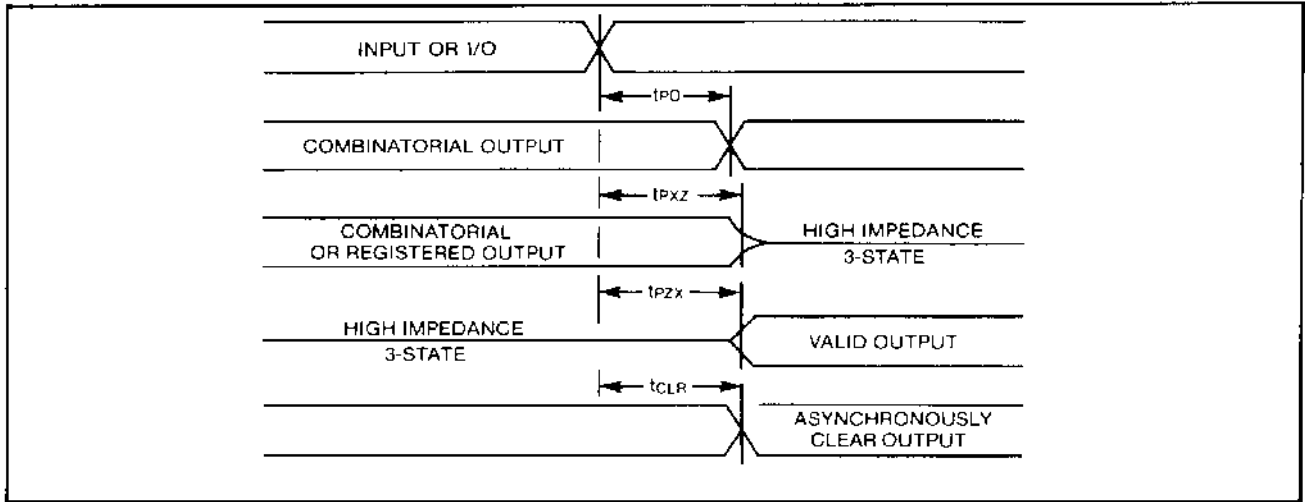 INPUT OR I/O
tPD
COMBINATORIAL OUTPUT
tPXZ
COMBINATORIAL
OR REGISTERED OUTPUT
HIGH IMPEDANCE
3-STATE
tPZX
HIGH IMPEDANCE
3-STATE
VALID OUTPUT
tCLR
ASYNCHRONOUSLY
CLEAR OUTPUT